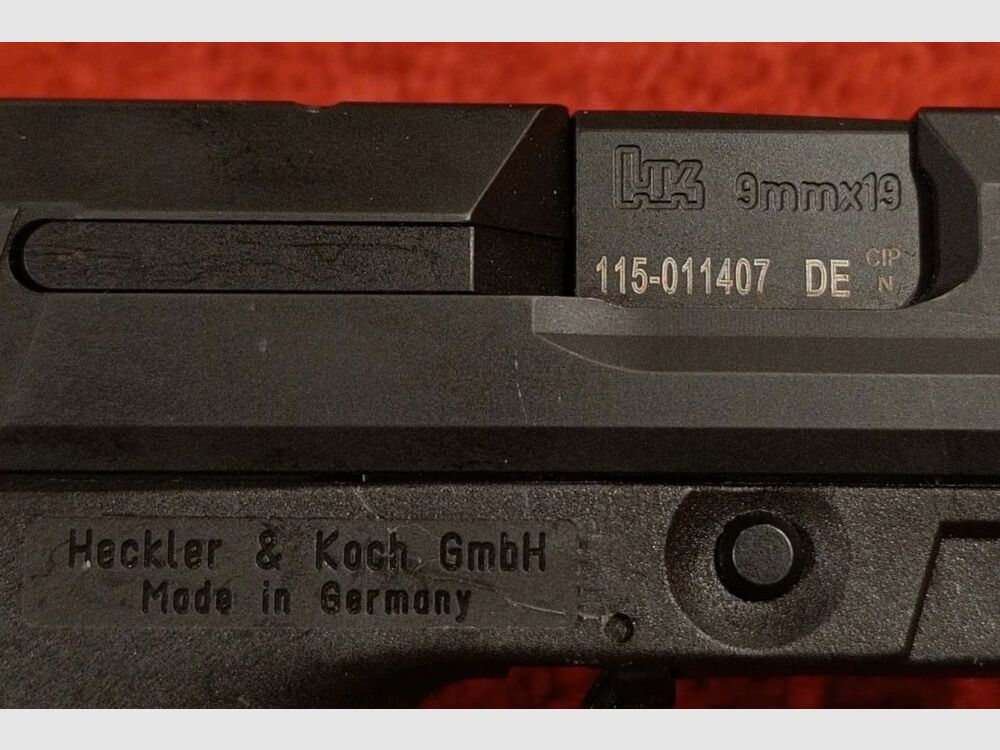 HK 9mmx19
115-011407 DE CIP
N
Heckler & Koch GmbH
Made in Germany